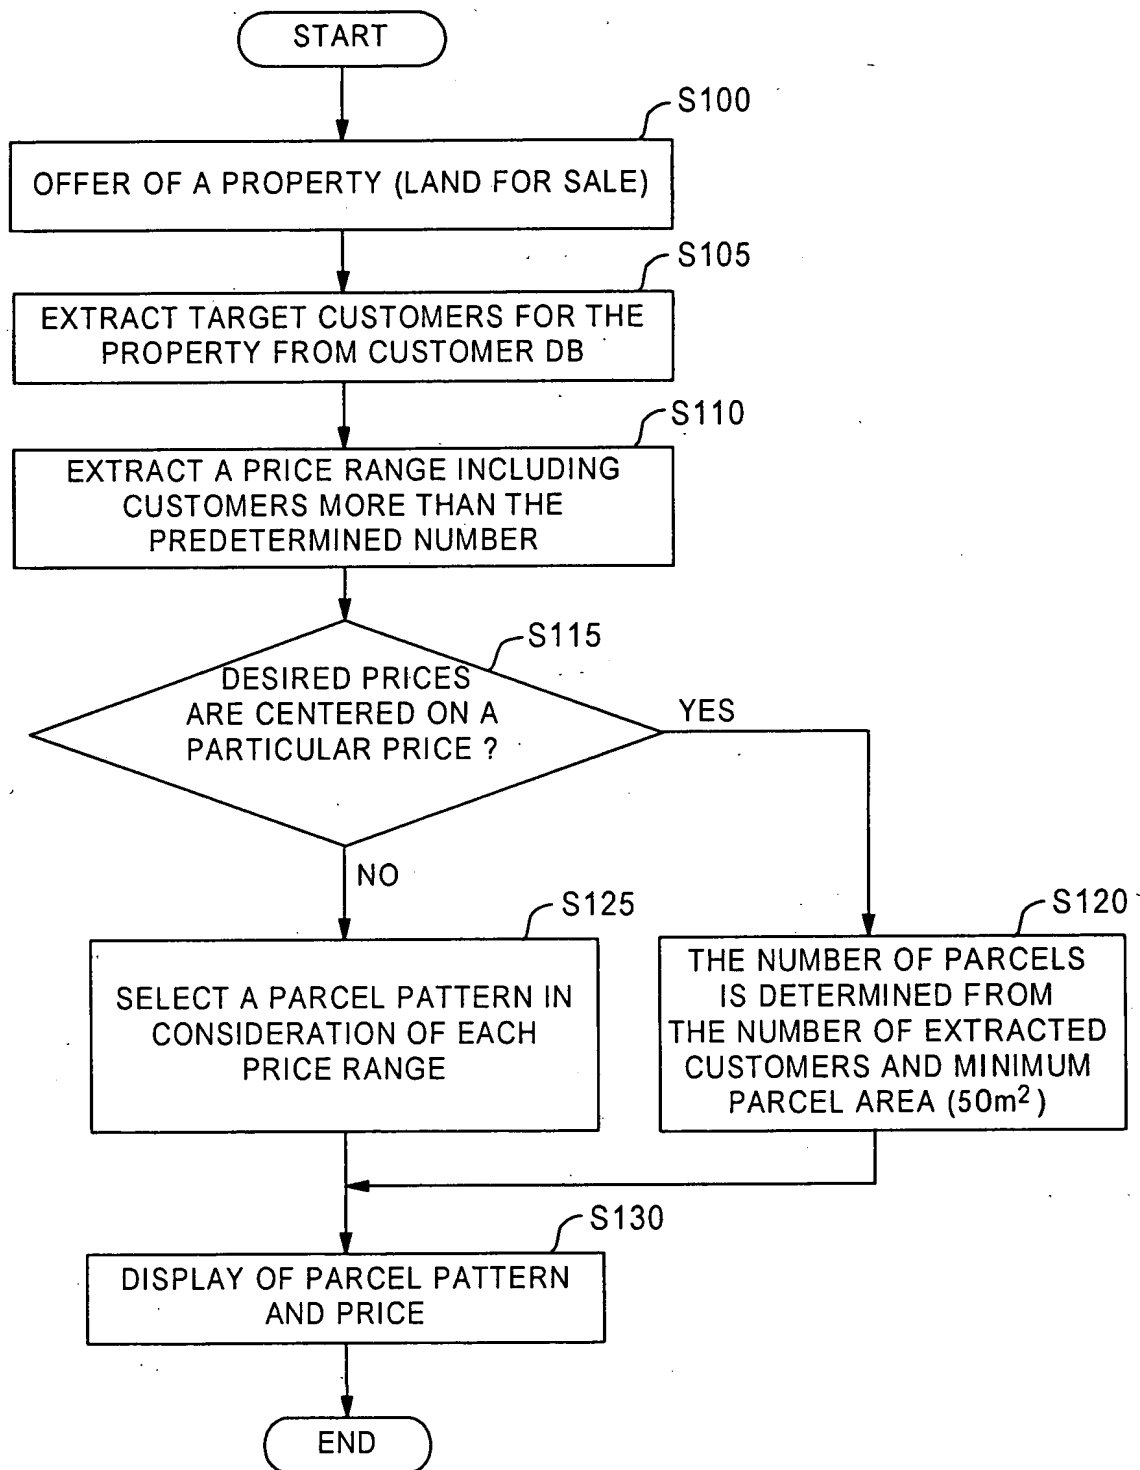 START
S100
OFFER OF A PROPERTY (LAND FOR SALE)
S105
EXTRACT TARGET CUSTOMERS FOR THE
PROPERTY FROM CUSTOMER DB
S110
EXTRACT A PRICE RANGE INCLUDING
CUSTOMERS MORE THAN THE
PREDETERMINED NUMBER
S115
DESIRED PRICES
ARE CENTERED ON A
PARTICULAR PRICE ?
YES
NO
S125
SELECT A PARCEL PATTERN IN
CONSIDERATION OF EACH
PRICE RANGE
S120
THE NUMBER OF PARCELS
IS DETERMINED FROM
THE NUMBER OF EXTRACTED
CUSTOMERS AND MINIMUM
PARCEL AREA (50m²)
S130
DISPLAY OF PARCEL PATTERN
AND PRICE
END